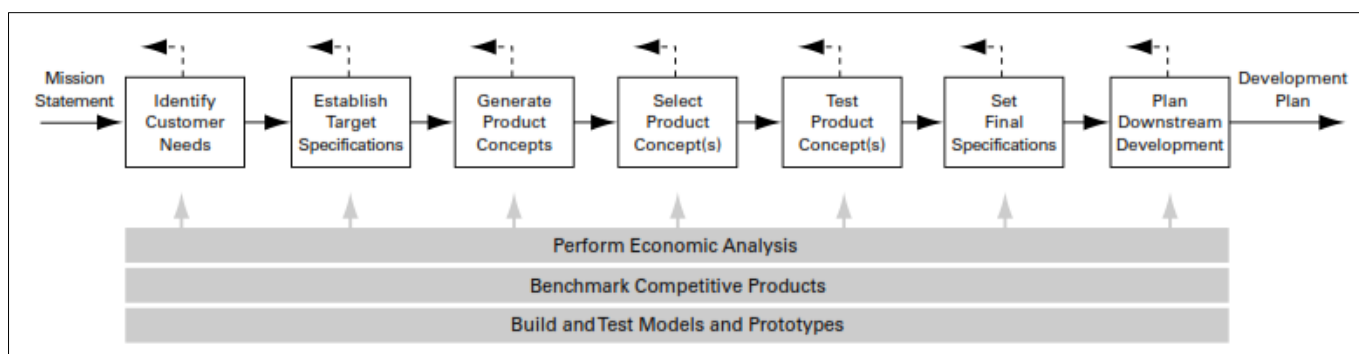 Mission
Statement
Identify
Customer
Needs
Establish
Target
Specifications
Generate
Product
Concepts
Select
Product
Concept(s)
Test
Product
Concept(s)
Set
Final
Specifications
Plan
Downstream
Development
Development
Plan
Perform Economic Analysis
Benchmark Competitive Products
Build and Test Models and Prototypes